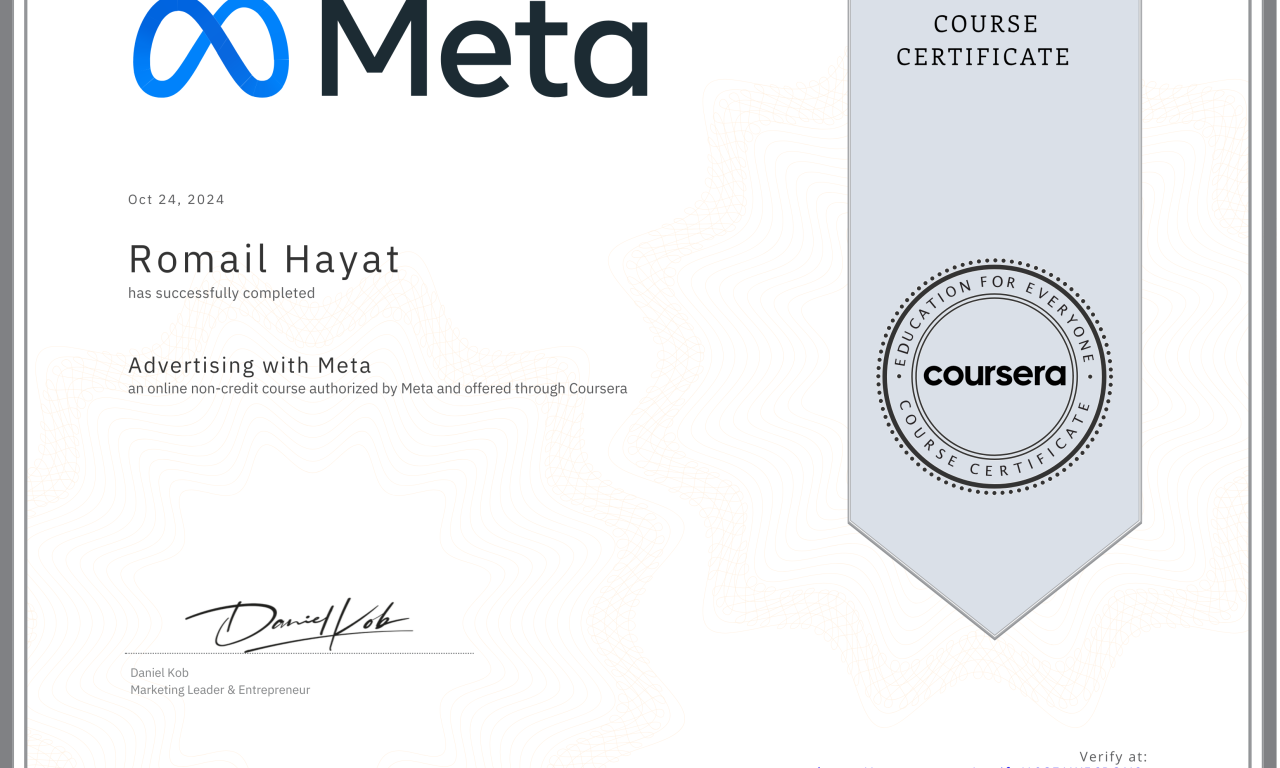 Meta
COURSE
CERTIFICATE
Oct 24, 2024
Romail Hayat
has successfully completed
Advertising with Meta
an online non-credit course authorized by Meta and offered through Coursera
EDUCATION FOR EVERYONE
coursera
COURSE CERTIFICATE
Daniel Kob
Daniel Kob
Marketing Leader & Entrepreneur
Verify at: